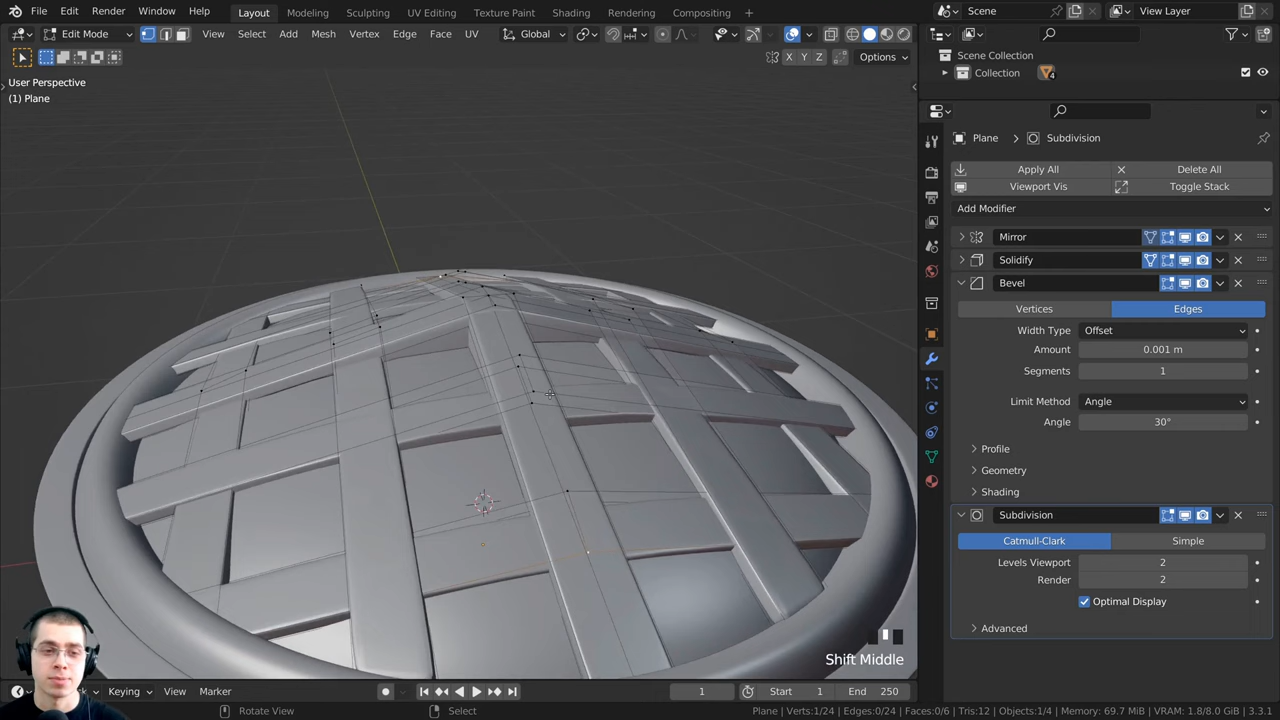 File Edit Render Window Help Layout Modeling Sculpting UV Editing Texture Paint Shading Rendering Compositing Scene View Layer
Edit Mode View Select Add Mesh Vertex Edge Face UV Global
X Y Z Options
User Perspective
(1) Plane
Scene Collection
Collection 4
Plane > Subdivision
Apply All Delete All
Viewport Vis Toggle Stack
Add Modifier
Mirror
Solidify
Bevel
Vertices Edges
Width Type Offset
Amount 0.001 m
Segments 1
Limit Method Angle
Angle 30°
Profile
Geometry
Shading
Subdivision
Catmull-Clark Simple
Levels Viewport 2
Render 2
Optimal Display
Advanced
Shift Middle
Keying View Marker 1 Start 1 End 250
Rotate View Select Plane | Verts:1/24 | Edges:0/24 | Faces:0/6 | Tris:12 | Objects:1/4 | Memory: 69.7 MiB | VRAM: 1.8/8.0 GiB | 3.3.1